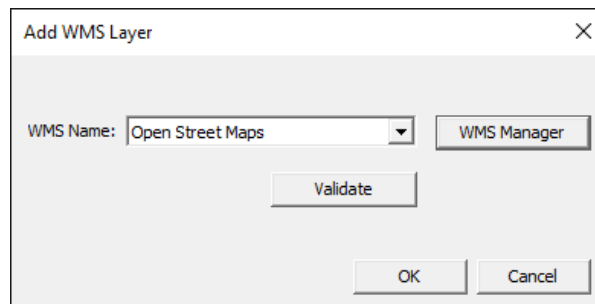 Add WMS Layer
WMS Name: Open Street Maps WMS Manager
Validate
OK Cancel